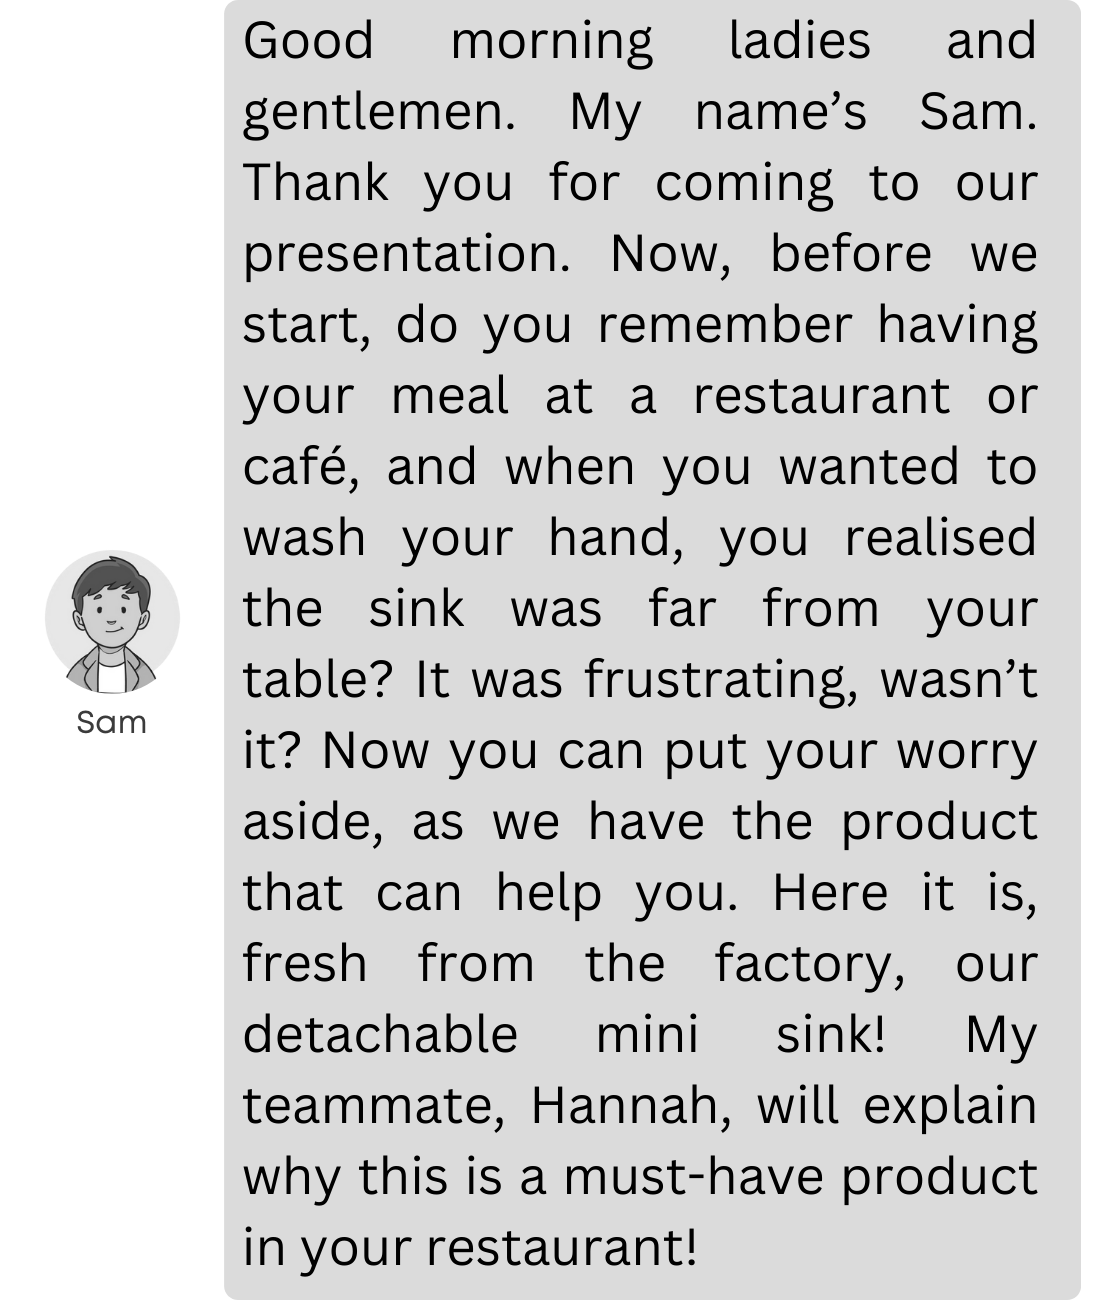 Good morning ladies and
gentlemen. My name’s Sam.
Thank you for coming to our
presentation. Now, before we
start, do you remember having
your meal at a restaurant or
café, and when you wanted to
wash your hand, you realised
the sink was far from your
table? It was frustrating, wasn’t
it? Now you can put your worry
aside, as we have the product
that can help you. Here it is,
fresh from the factory, our
detachable mini sink! My
teammate, Hannah, will explain
why this is a must-have product
in your restaurant!
Sam